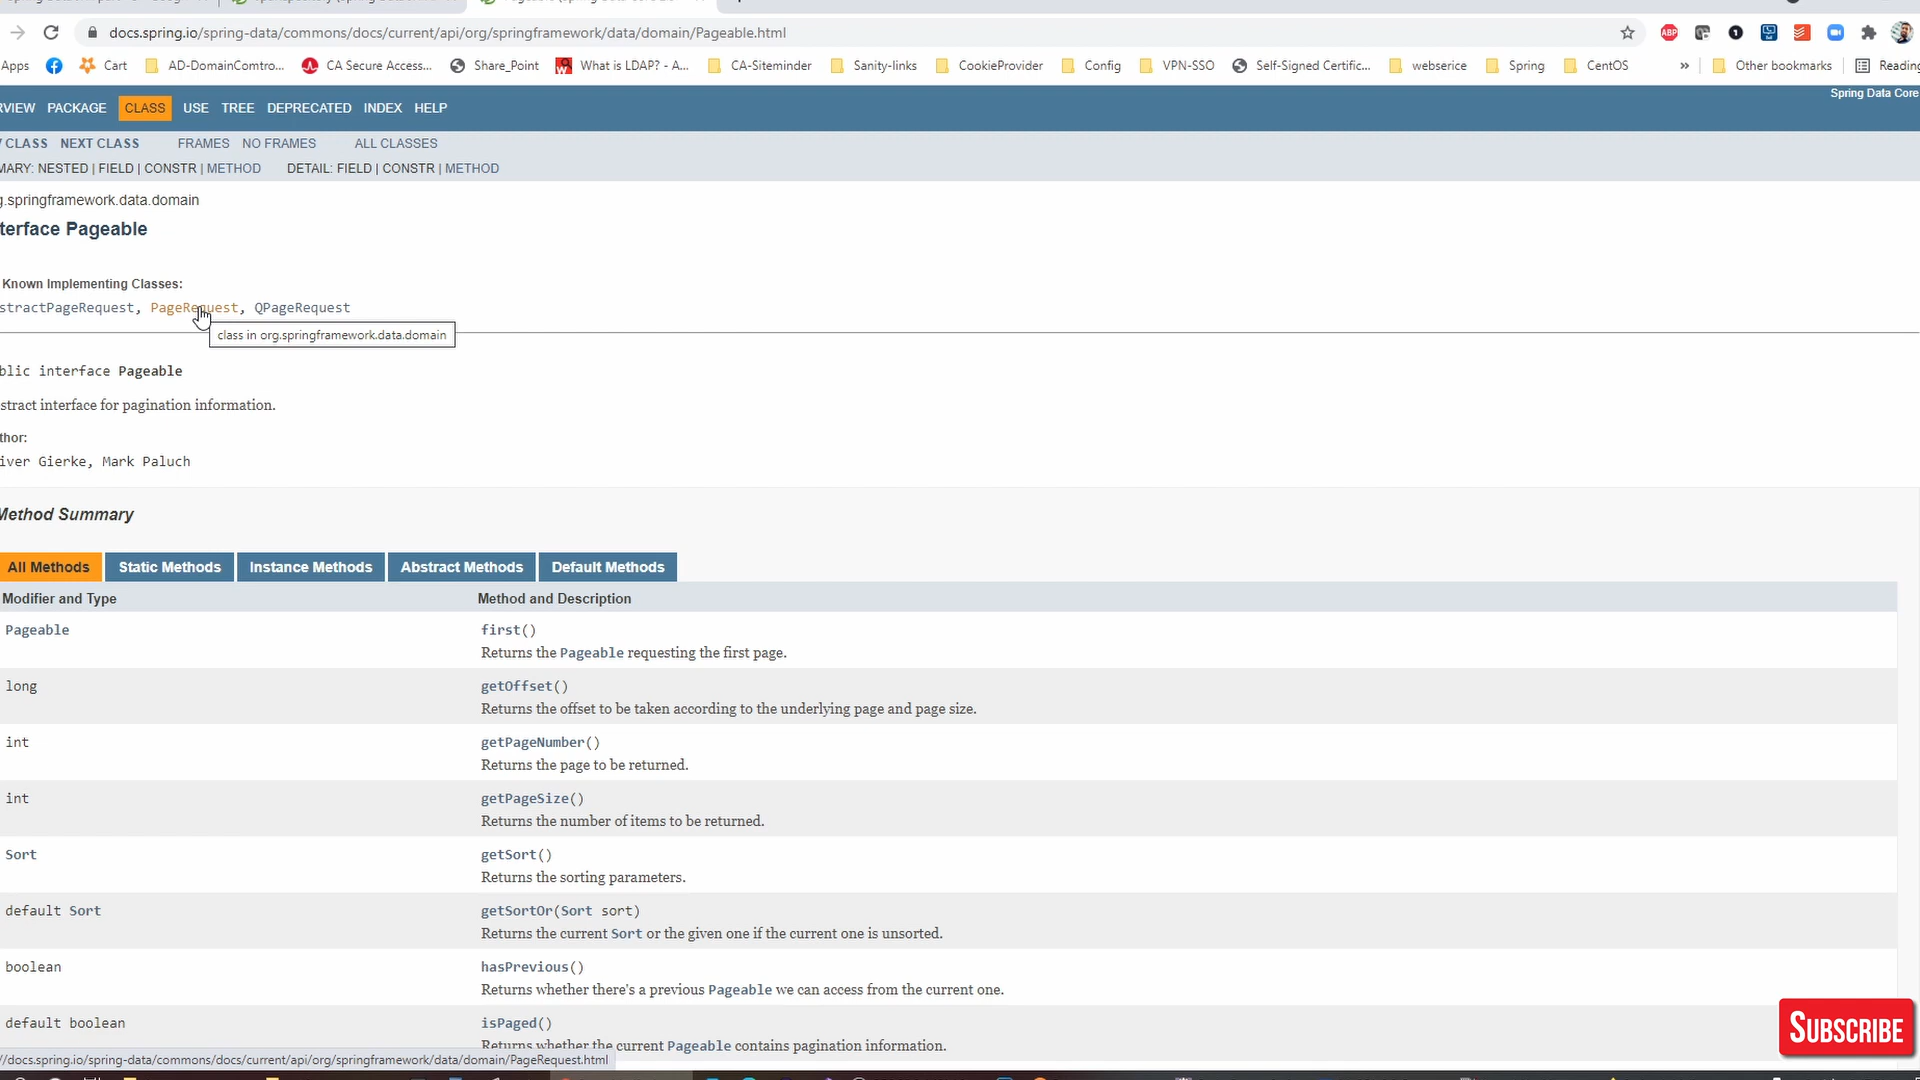 docs.spring.io/spring-data/commons/docs/current/api/org/springframework/data/domain/Pageable.html
ABP
Apps Cart AD-DomainComtro... CA Secure Access... Share_Point What is LDAP? - A... CA-Siteminder Sanity-links CookieProvider Config VPN-SSO Self-Signed Certific... webserice Spring CentOS » Other bookmarks Reading
RVIEW PACKAGE CLASS USE TREE DEPRECATED INDEX HELP
Spring Data Core
V CLASS NEXT CLASS FRAMES NO FRAMES ALL CLASSES
MARY: NESTED | FIELD | CONSTR | METHOD DETAIL: FIELD | CONSTR | METHOD
g.springframework.data.domain
terface Pageable
Known Implementing Classes:
stractPageRequest, PageRequest, QPageRequest
class in org.springframework.data.domain
blic interface Pageable
stract interface for pagination information.
thor:
iver Gierke, Mark Paluch
Method Summary
All Methods Static Methods Instance Methods Abstract Methods Default Methods
Modifier and Type Method and Description
Pageable first()
Returns the Pageable requesting the first page.
long getOffset()
Returns the offset to be taken according to the underlying page and page size.
int getPageNumber()
Returns the page to be returned.
int getPageSize()
Returns the number of items to be returned.
Sort getSort()
Returns the sorting parameters.
default Sort getSortOr(Sort sort)
Returns the current Sort or the given one if the current one is unsorted.
boolean hasPrevious()
Returns whether there's a previous Pageable we can access from the current one.
default boolean isPaged()
Returns whether the current Pageable contains pagination information.
SUBSCRIBE
//docs.spring.io/spring-data/commons/docs/current/api/org/springframework/data/domain/PageRequest.html